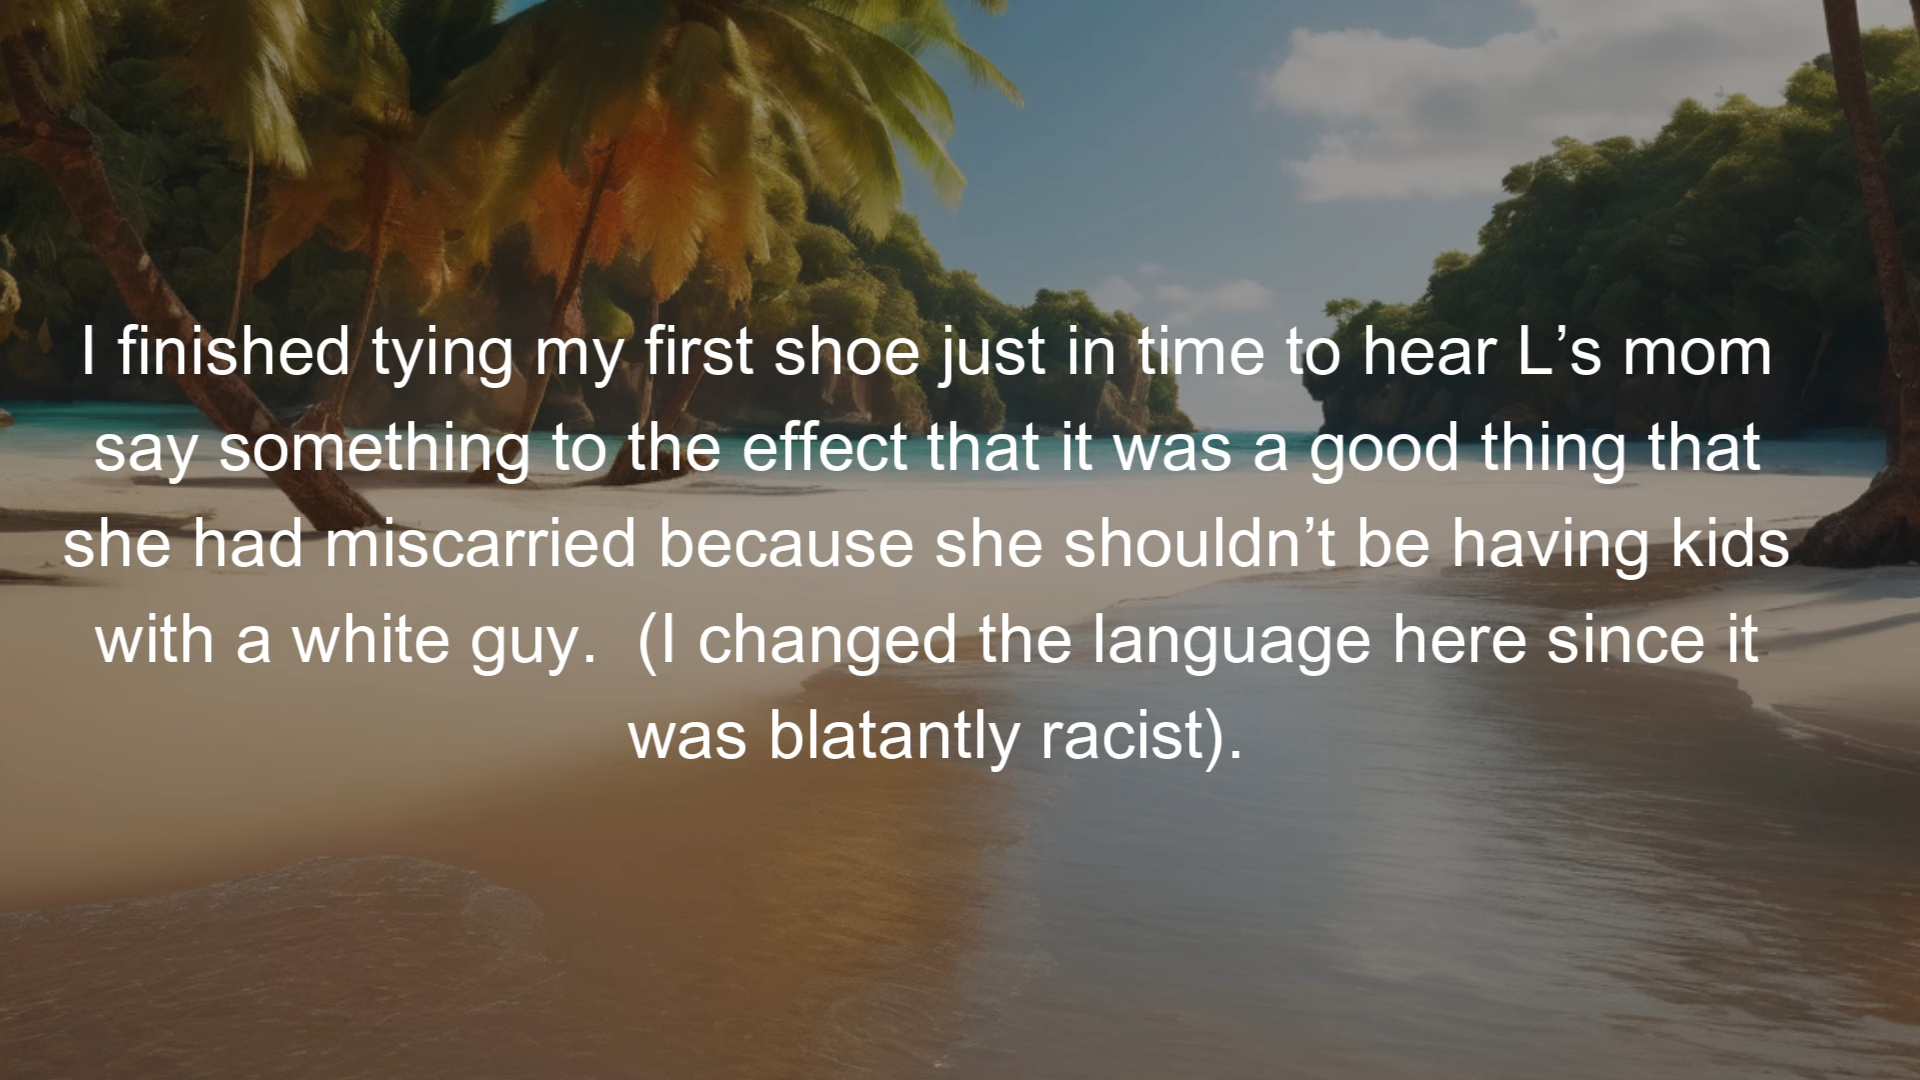 I finished tying my first shoe just in time to hear L’s mom
say something to the effect that it was a good thing that
she had miscarried because she shouldn’t be having kids
with a white guy.  (I changed the language here since it
was blatantly racist).